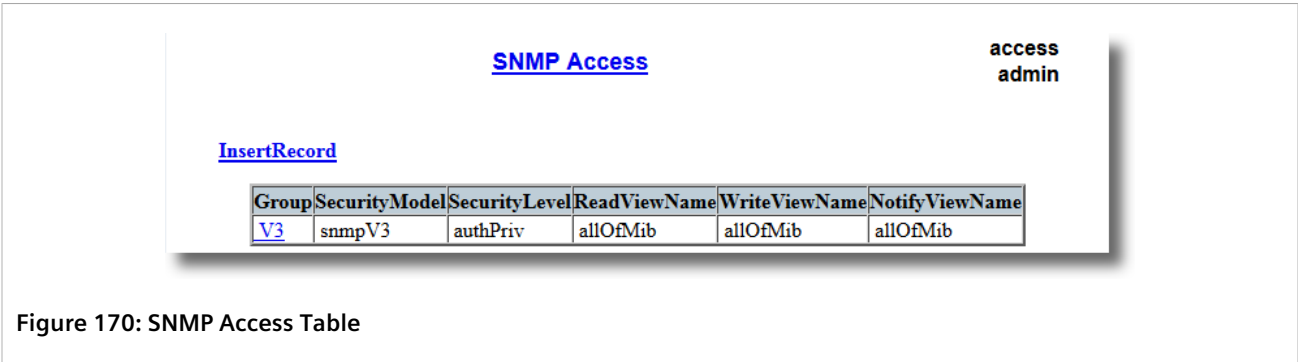 SNMP Access
access
admin
InsertRecord
Group SecurityModel SecurityLevel ReadViewName WriteViewName NotifyViewName
V3 snmpV3 authPriv allOfMib allOfMib allOfMib
Figure 170: SNMP Access Table